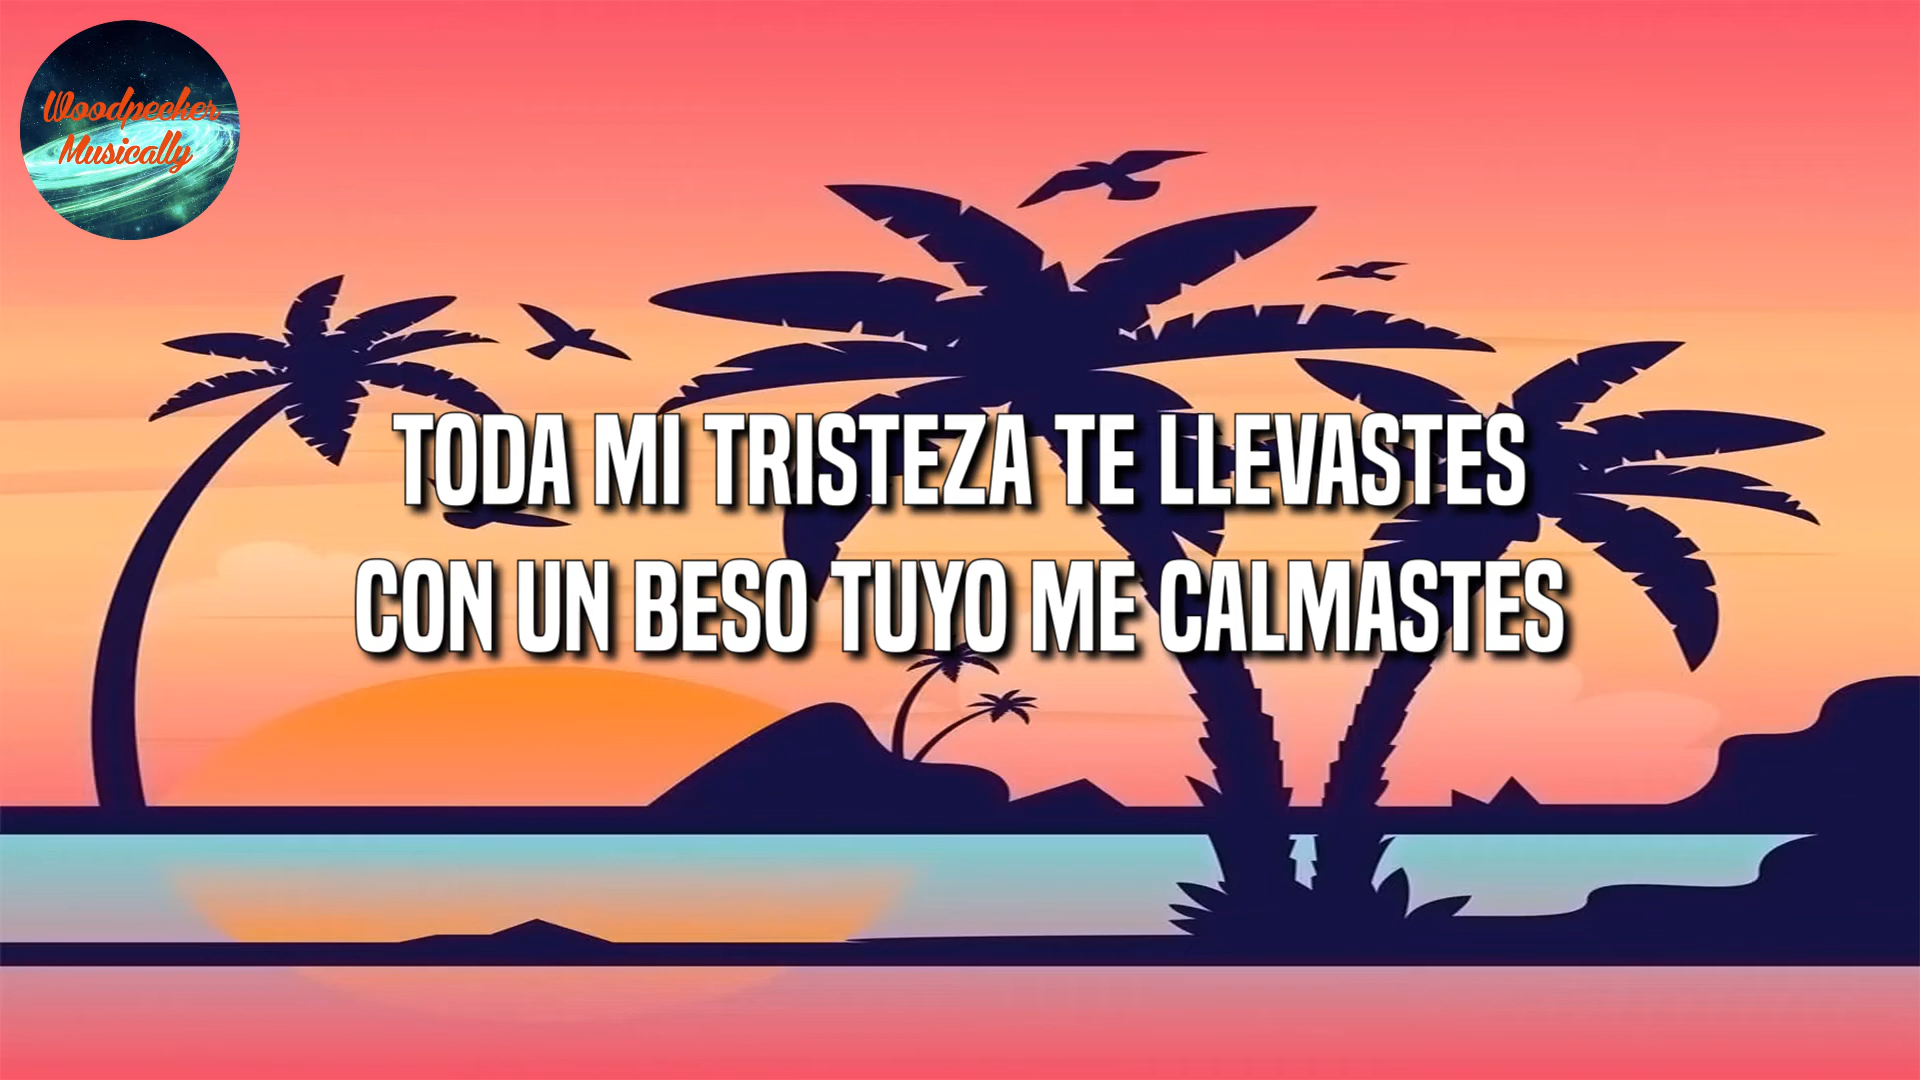 Woodpecker
Musically
TODA MI TRISTEZA TE LLEVASTES
CON UN BESO TUYO ME CALMASTES